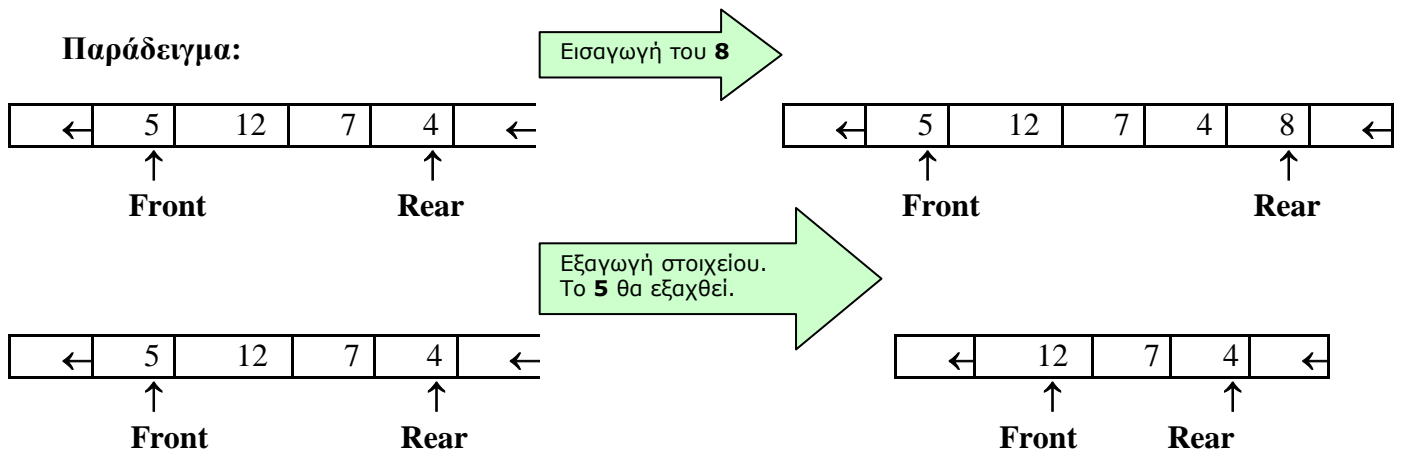 Παράδειγμα:
Εισαγωγή του 8
← 5 12 7 4 ←
← 5 12 7 4 8 ←
↑ ↑
↑ ↑
Front Rear
Front Rear
Εξαγωγή στοιχείου.
Το 5 θα εξαχθεί.
← 5 12 7 4 ←
← 12 7 4 ←
↑ ↑
↑ ↑
Front Rear
Front Rear